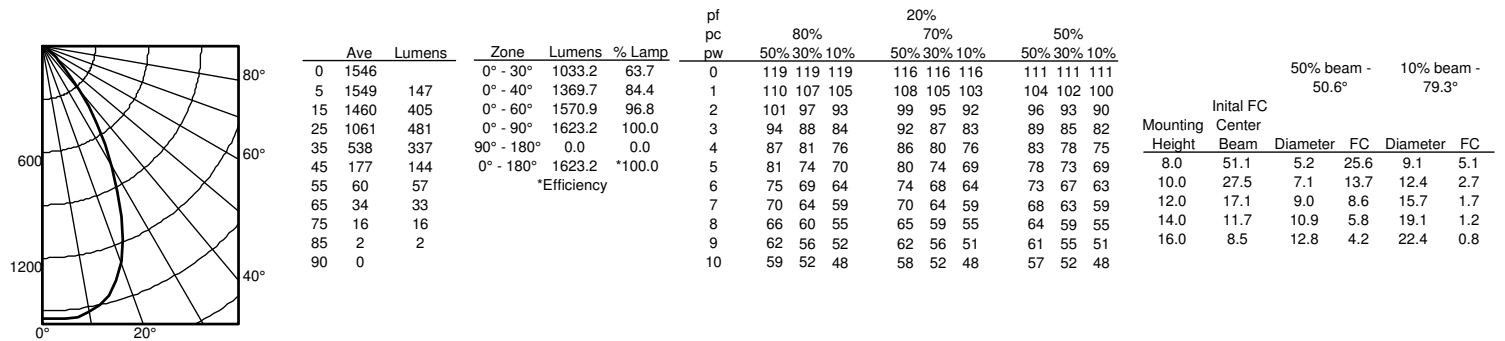 600
1200
0°
20°
40°
60°
80°
Ave Lumens
0 1546
5 1549 147
15 1460 405
25 1061 481
35 538 337
45 177 144
55 60 57
65 34 33
75 16 16
85 2 2
90 0
Zone Lumens % Lamp
0° - 30° 1033.2 63.7
0° - 40° 1369.7 84.4
0° - 60° 1570.9 96.8
0° - 90° 1623.2 100.0
90° - 180° 0.0 0.0
0° - 180° 1623.2 *100.0
*Efficiency
pf 20%
pc 80% 70% 50%
pw 50% 30% 10% 50% 30% 10% 50% 30% 10%
0 119 119 119 116 116 116 111 111 111
1 110 107 105 108 105 103 104 102 100
2 101 97 93 99 95 92 96 93 90
3 94 88 84 92 87 83 89 85 82
4 87 81 76 86 80 76 83 78 75
5 81 74 70 80 74 69 78 73 69
6 75 69 64 74 68 64 73 67 63
7 70 64 59 70 64 59 68 63 59
8 66 60 55 65 59 55 64 59 55
9 62 56 52 62 56 51 61 55 51
10 59 52 48 58 52 48 57 52 48
50% beam - 10% beam -
50.6° 79.3°
Inital FC
Mounting Center
Height Beam Diameter FC Diameter FC
8.0 51.1 5.2 25.6 9.1 5.1
10.0 27.5 7.1 13.7 12.4 2.7
12.0 17.1 9.0 8.6 15.7 1.7
14.0 11.7 10.9 5.8 19.1 1.2
16.0 8.5 12.8 4.2 22.4 0.8